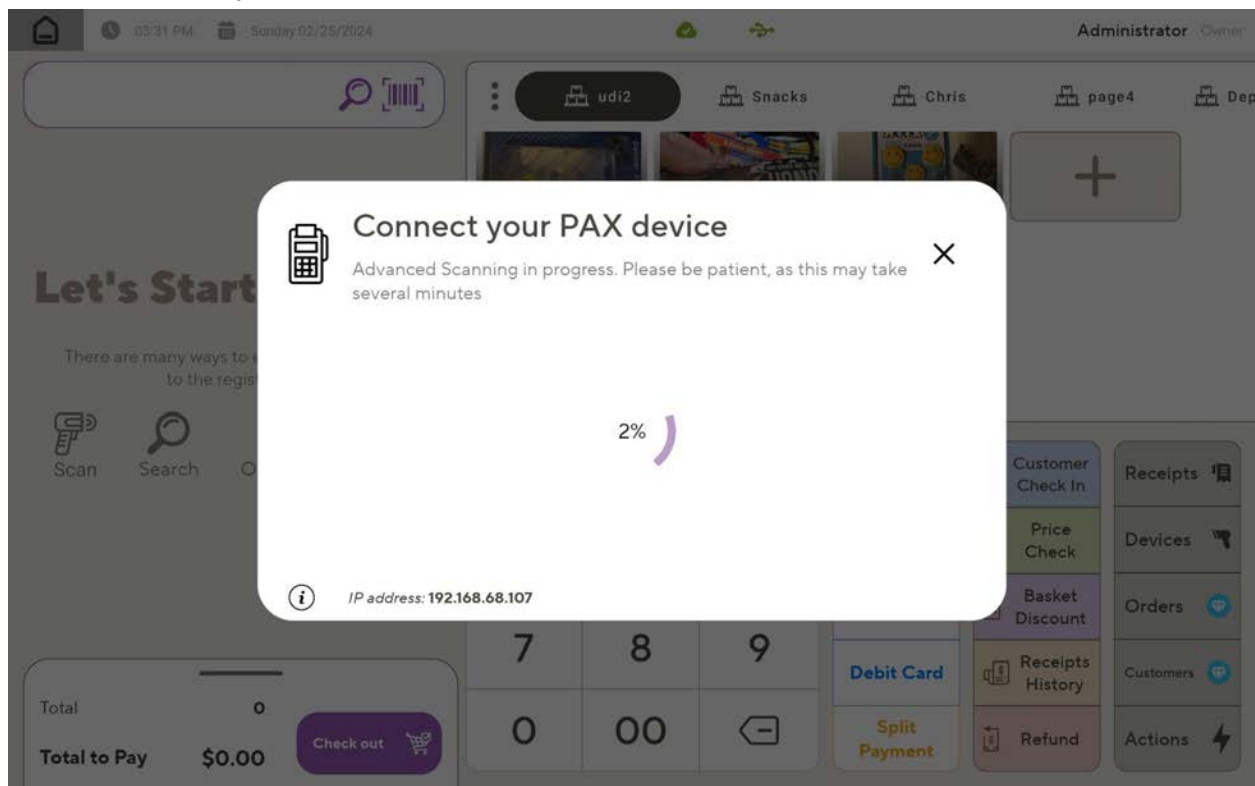 03:31 PM Sunday 02/25/2024 Administrator Owner
udi2 Snacks Chris page4 Dep
Connect your PAX device
Advanced Scanning in progress. Please be patient, as this may take
several minutes
Let's Start
There are many ways to
to the regis
Scan Search O
2%
IP address: 192.168.68.107
Customer
Check In
Receipts
Price
Check
Devices
Basket
Discount
Orders
7 8 9
Debit Card
Receipts
History
Customers
0 00
Split
Payment
Refund
Actions
Total 0
Total to Pay $0.00
Check out